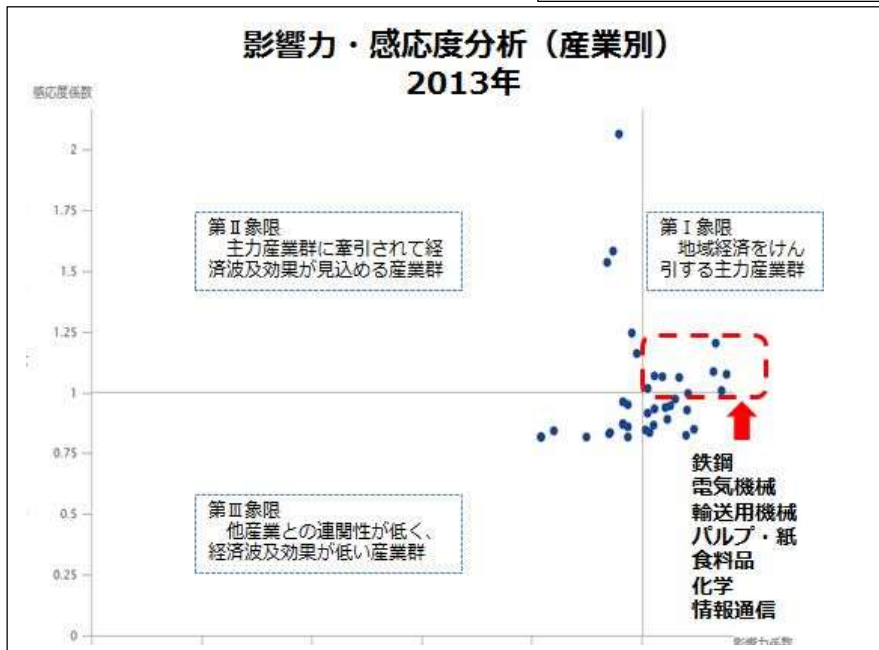 影響力・感応度分析（産業別）
2013年
感応度係数
2
1.75
第Ⅱ象限
主力産業群に牽引されて経
済波及効果が見込める産業群
第Ⅰ象限
地域経済をけん
引する主力産業群
1.5
1.25
1
0.75
鉄鋼
電気機械
輸送用機械
パルプ・紙
食料品
化学
情報通信
第Ⅲ象限
他産業との連関性が低く、
経済波及効果が低い産業群
0.5
0.25
0
影響力係数